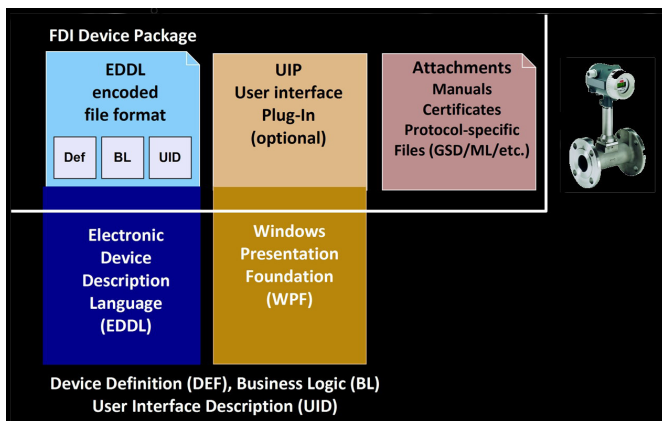 FDI Device Package
EDDL
encoded
file format
Def
BL
UID
UIP
User interface
Plug-In
(optional)
Attachments
Manuals
Certificates
Protocol-specific
Files (GSD/ML/etc.)
Electronic
Device
Description
Language
(EDDL)
Windows
Presentation
Foundation
(WPF)
Device Definition (DEF), Business Logic (BL)
User Interface Description (UID)